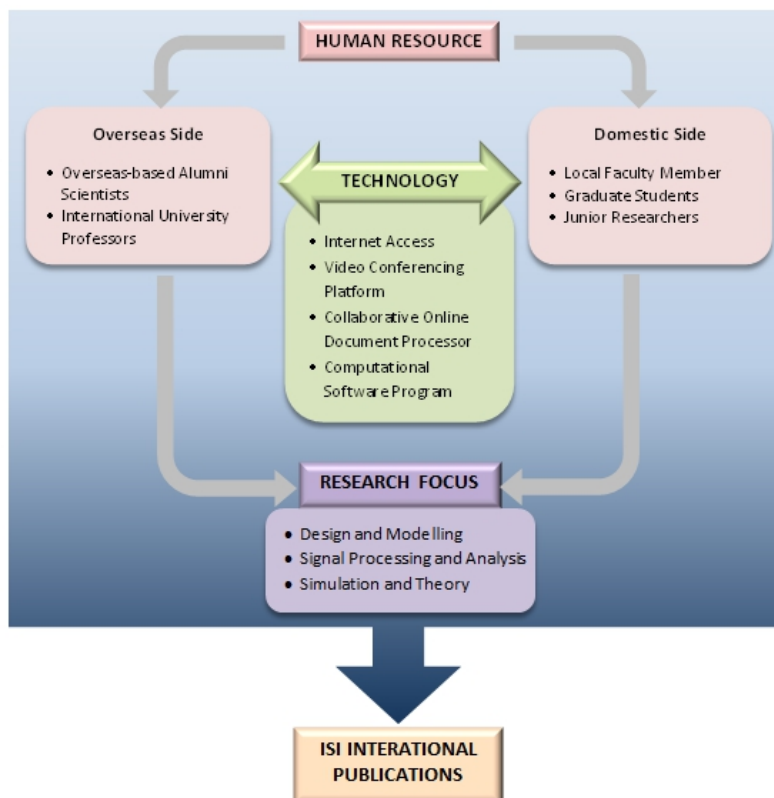 HUMAN RESOURCE
Overseas Side
• Overseas-based Alumni
Scientists
• International University
Professors
Domestic Side
• Local Faculty Member
• Graduate Students
• Junior Researchers
TECHNOLOGY
• Internet Access
• Video Conferencing
Platform
• Collaborative Online
Document Processor
• Computational
Software Program
RESEARCH FOCUS
• Design and Modelling
• Signal Processing and Analysis
• Simulation and Theory
ISI INTERATIONAL
PUBLICATIONS